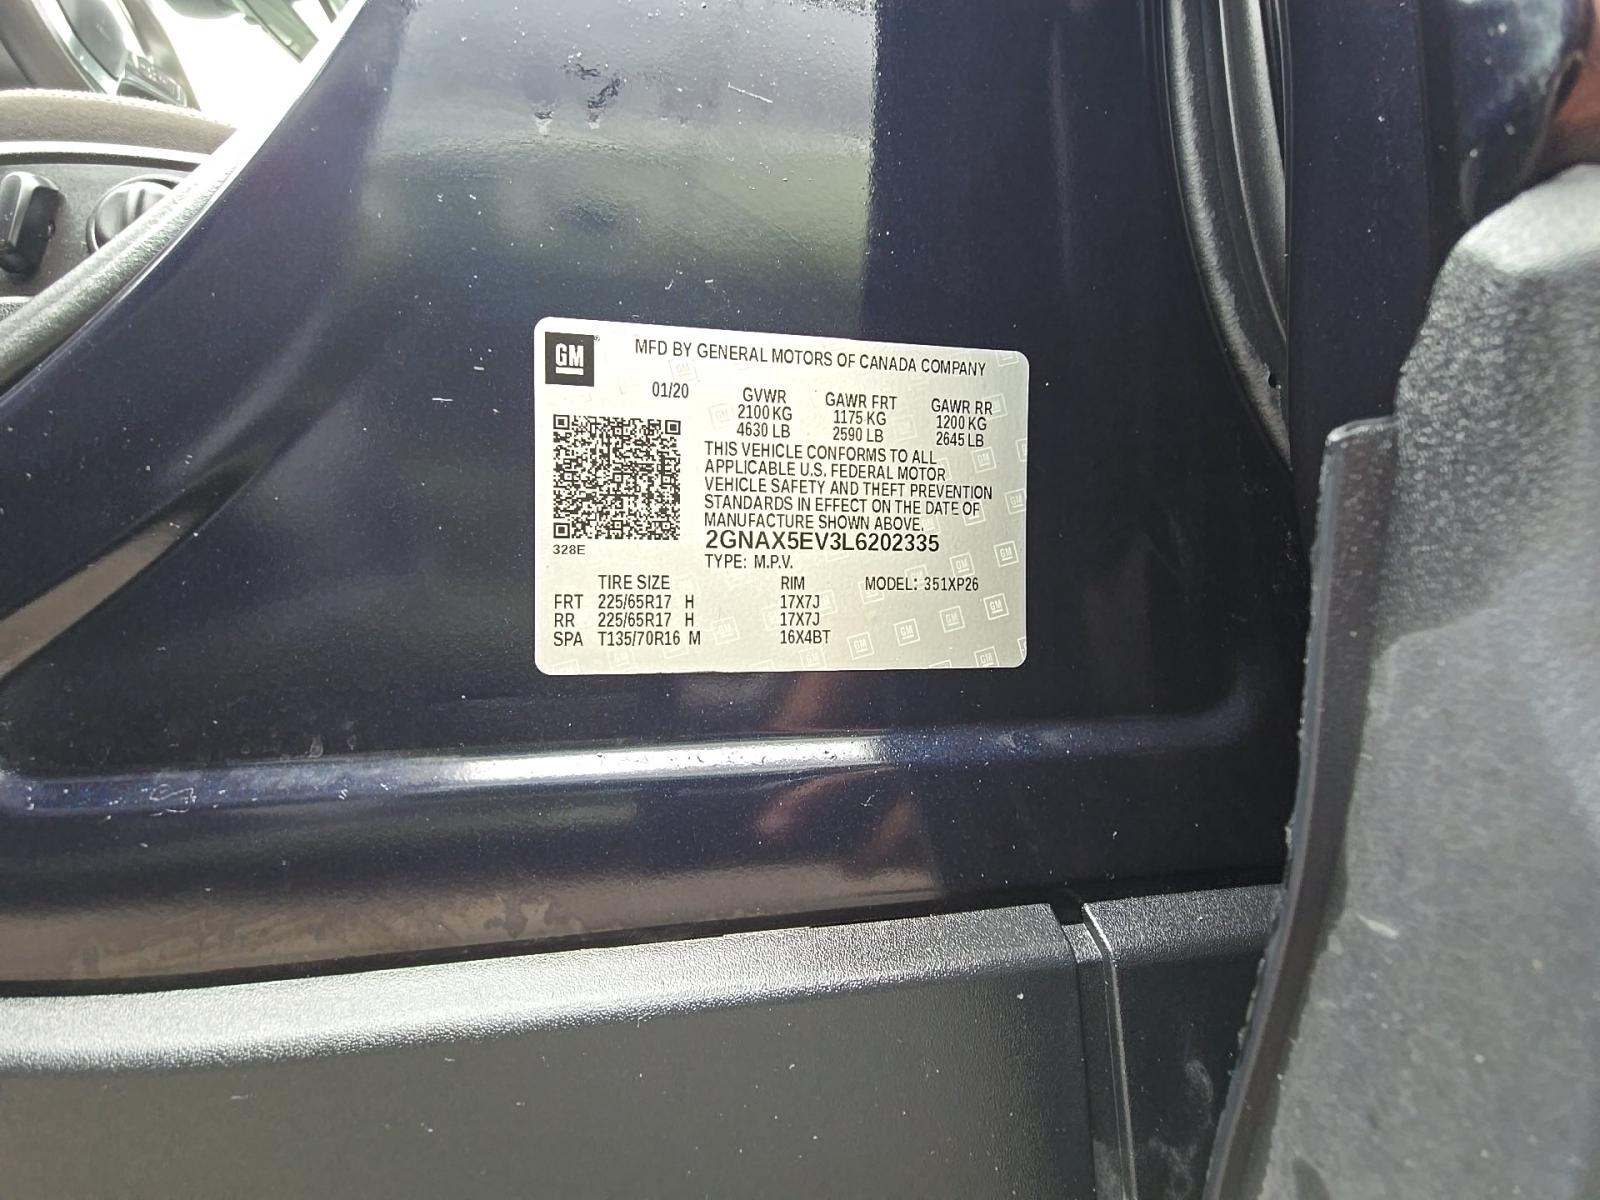 GM
MFD BY GENERAL MOTORS OF CANADA COMPANY
01/20 GVWR GAWR FRT GAWR RR
2100 KG 1175 KG 1200 KG
4630 LB 2590 LB 2645 LB
THIS VEHICLE CONFORMS TO ALL
APPLICABLE U.S. FEDERAL MOTOR
VEHICLE SAFETY AND THEFT PREVENTION
STANDARDS IN EFFECT ON THE DATE OF
MANUFACTURE SHOWN ABOVE.
2GNAX5EV3L6202335
328E
TYPE: M.P.V.
TIRE SIZE RIM MODEL: 351XP26
FRT 225/65R17 H 17X7J
RR 225/65R17 H 17X7J
SPA T135/70R16 M 16X4BT